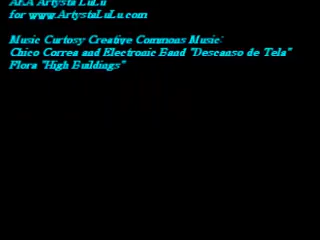 AKA Artysta LuLu
for www.ArtystaLuLu.com
Music Curtosy Creative Commons Music:
Chico Correa and Electronic Band "Descanso de Tela"
Flora "High Buildings"